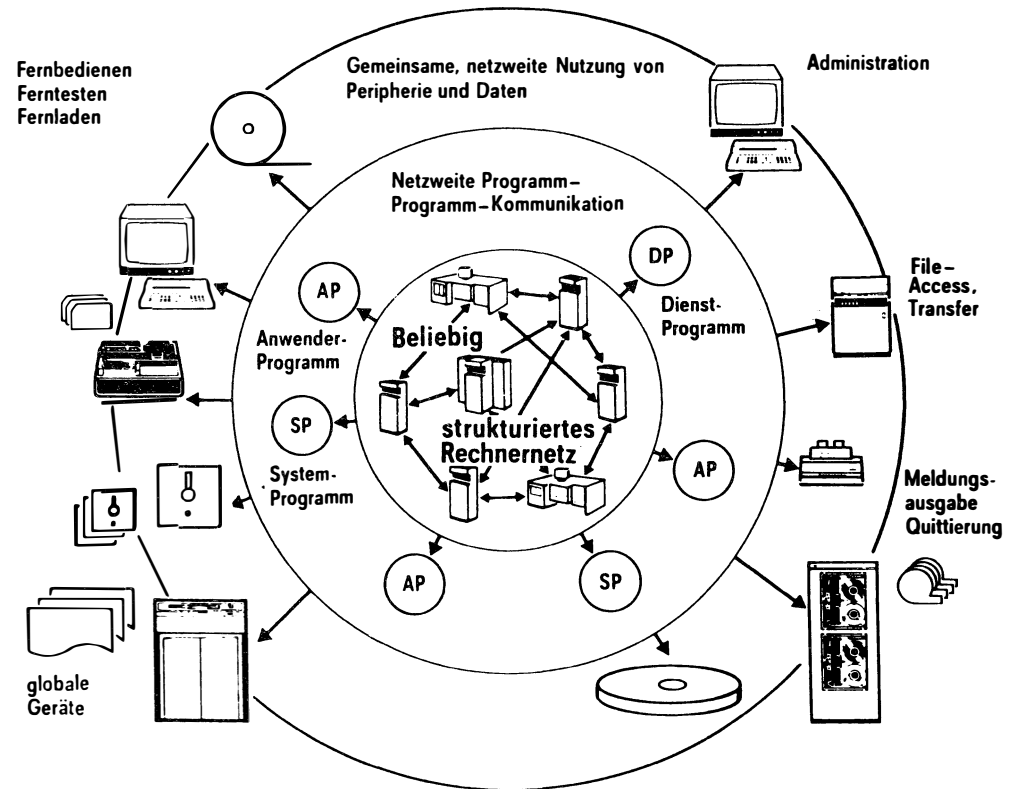 Fernbedienen
Ferntesten
Fernladen
Gemeinsame, netzweite Nutzung von
Peripherie und Daten
Administration
Netzweite Programm-
Programm-Kommunikation
DP
AP
File-
Access,
Transfer
Dienst-
Programm
Anwender-
Programm
Beliebig
SP
strukturiertes
Rechnernetz
System-
Programm
AP
Meldungs-
ausgabe
Quittierung
AP
SP
globale
Geräte